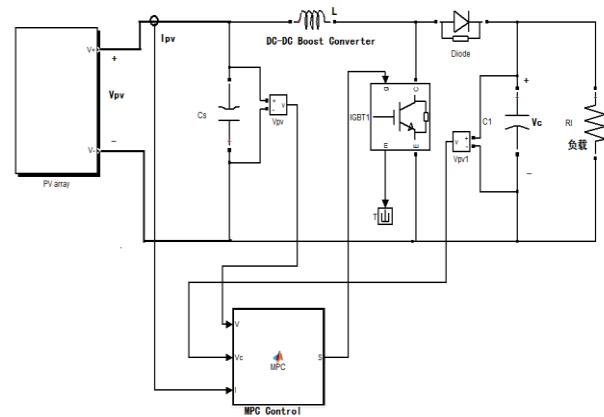 Ipv
L
DC-DC Boost Converter
Diode
V+
+
Vpv
−
V-
PV array
Cs
+
-
v
Vpv
g
C
IGBT1
m
E
T
v
+
-
Vpv1
C1
+
Vc
−
Rl
负载
V
Vc
I
MPC
S
MPC Control